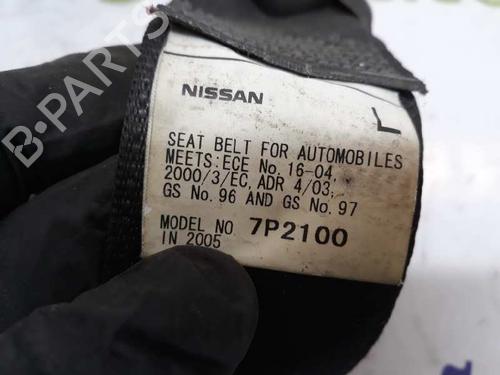 B-PARTS
NISSAN
L
SEAT BELT FOR AUTOMOBILES
MEETS:ECE No. 16-04,
2000/3/EC, ADR 4/03,
GS No. 96 AND GS No. 97
MODEL NO. 7P2100
IN 2005